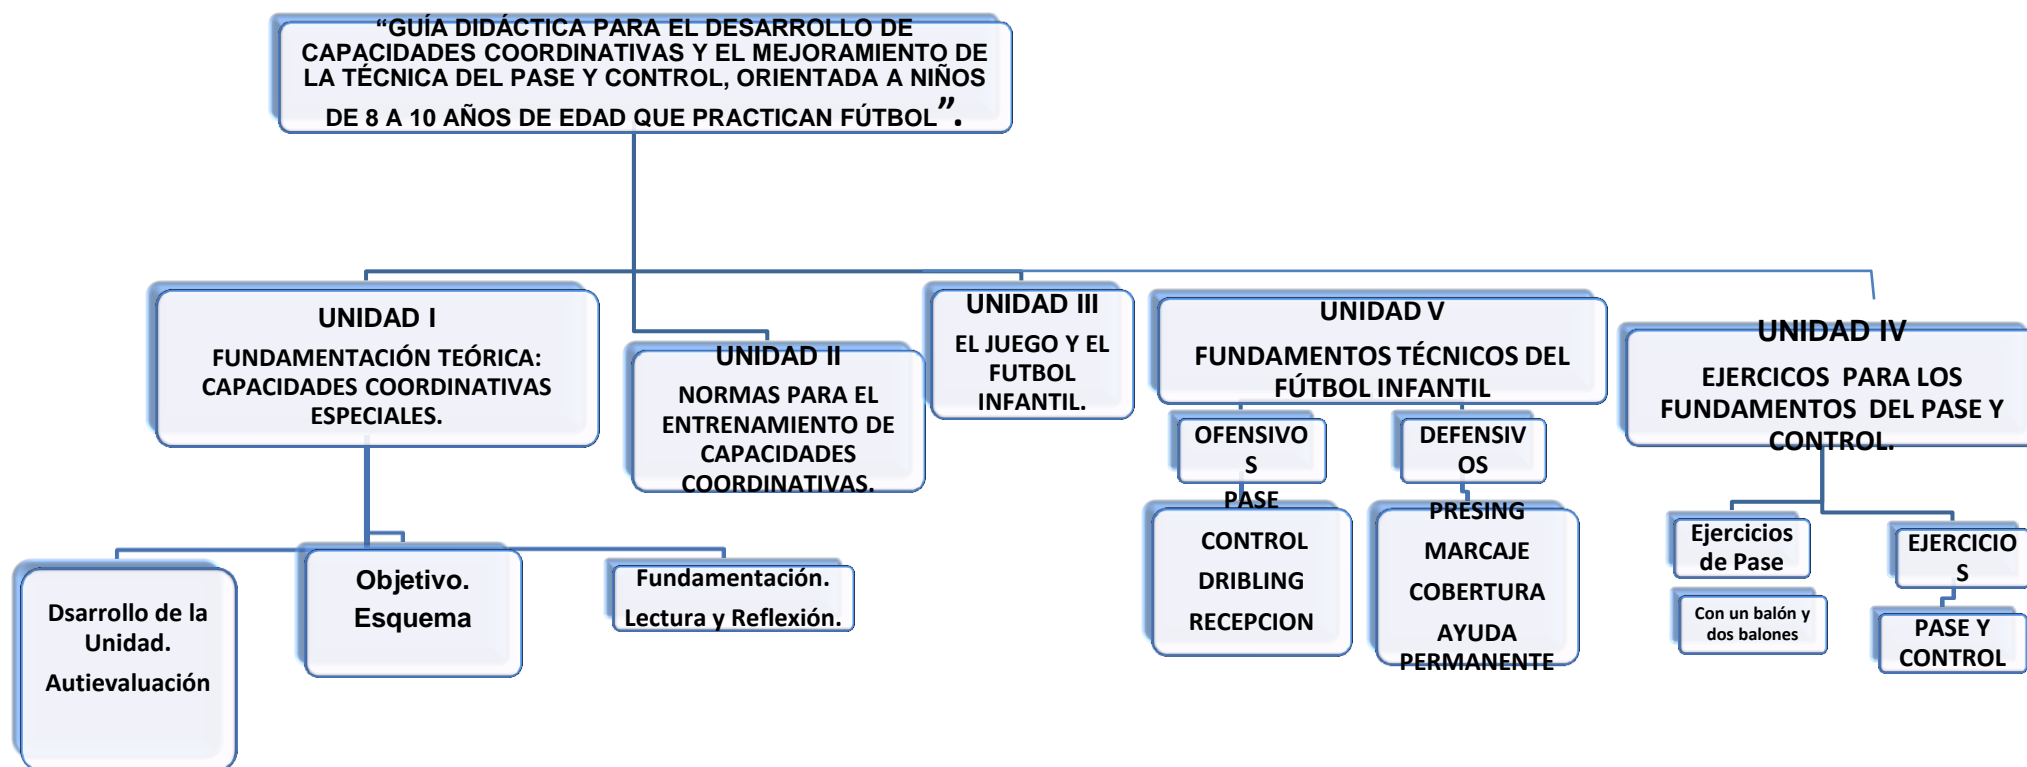 “GUÍA DIDÁCTICA PARA EL DESARROLLO DE
CAPACIDADES COORDINATIVAS Y EL MEJORAMIENTO DE
LA TÉCNICA DEL PASE Y CONTROL, ORIENTADA A NIÑOS
DE 8 A 10 AÑOS DE EDAD QUE PRACTICAN FÚTBOL”.
UNIDAD I
FUNDAMENTACIÓN TEÓRICA:
CAPACIDADES COORDINATIVAS
ESPECIALES.
UNIDAD II
NORMAS PARA EL
ENTRENAMIENTO DE
CAPACIDADES
COORDINATIVAS.
UNIDAD III
EL JUEGO Y EL
FUTBOL
INFANTIL.
UNIDAD V
FUNDAMENTOS TÉCNICOS DEL
FÚTBOL INFANTIL
UNIDAD IV
EJERCICOS PARA LOS
FUNDAMENTOS DEL PASE Y
CONTROL.
Dsarrollo de la
Unidad.
Autievaluación
Objetivo.
Esquema
Fundamentación.
Lectura y Reflexión.
OFENSIVO
S
PASE
CONTROL
DRIBLING
RECEPCION
DEFENSIV
OS
PRESING
MARCAJE
COBERTURA
AYUDA
PERMANENTE
Ejercicios
de Pase
Con un balón y
dos balones
EJERCICIO
S
PASE Y
CONTROL